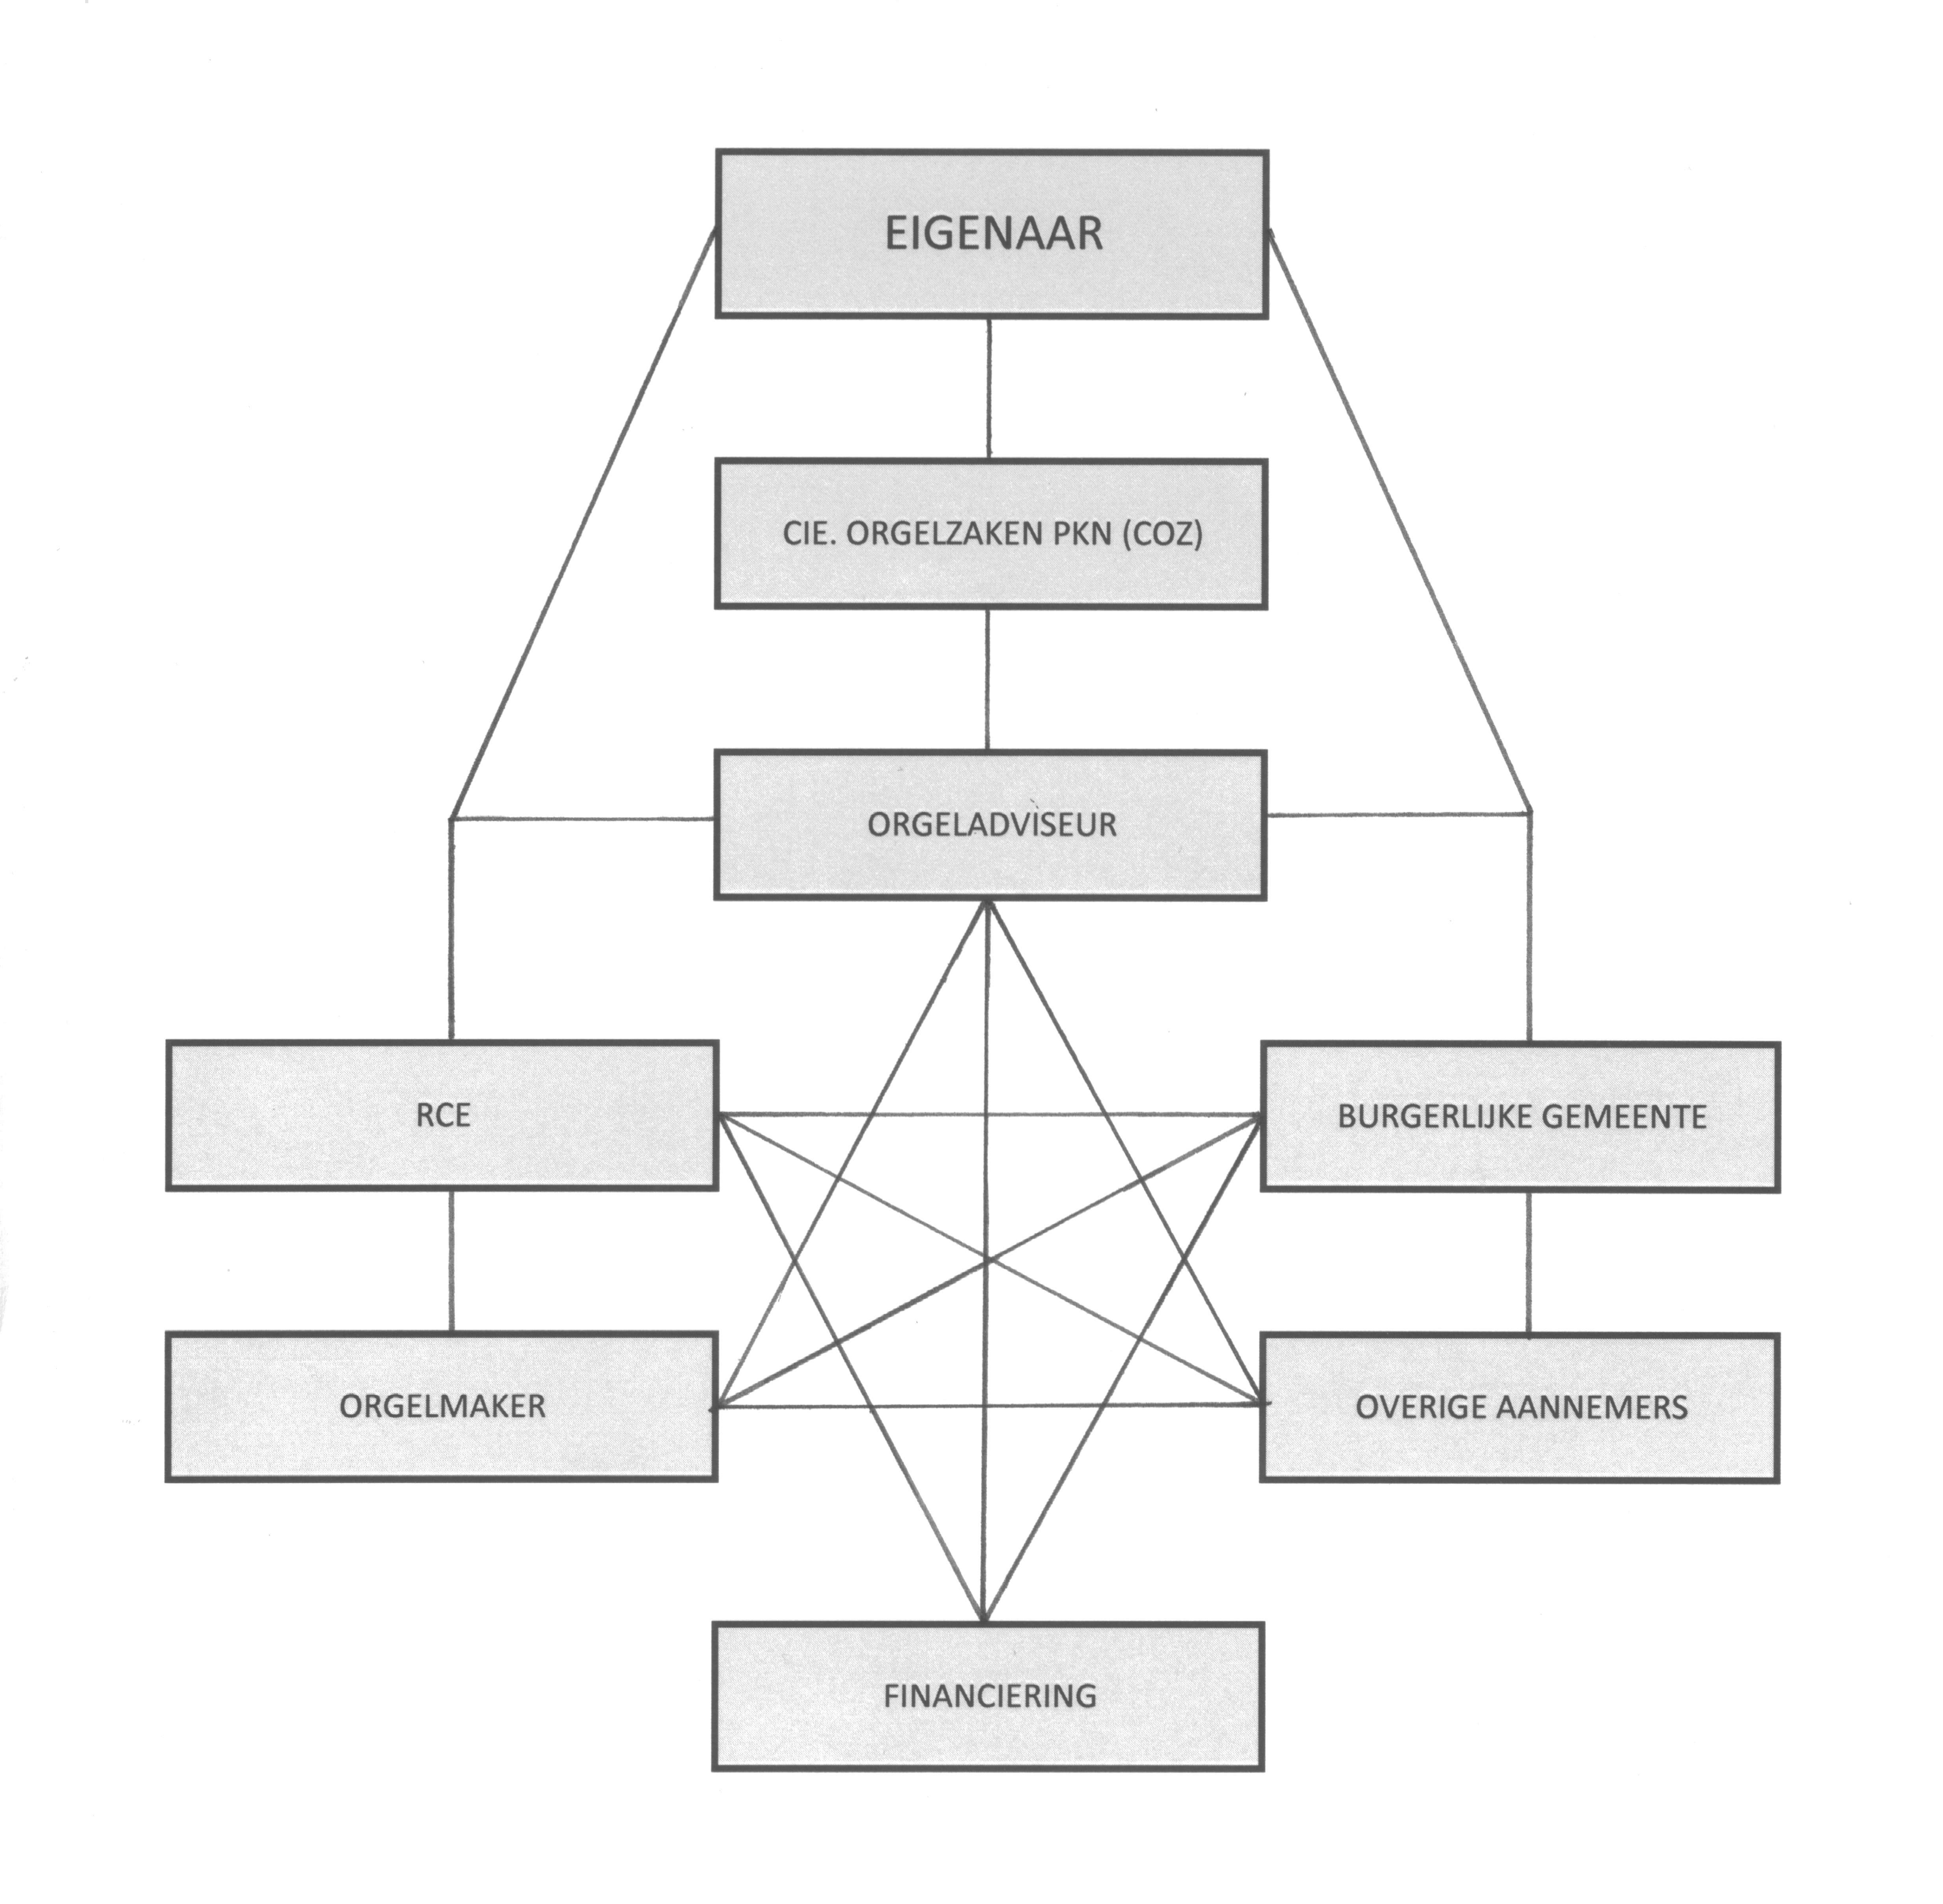 EIGENAAR
CIE. ORGELZAKEN PKN (COZ)
ORGELADVISEUR
RCE
BURGERLIJKE GEMEENTE
ORGELMAKER
OVERIGE AANNEMERS
FINANCIERING